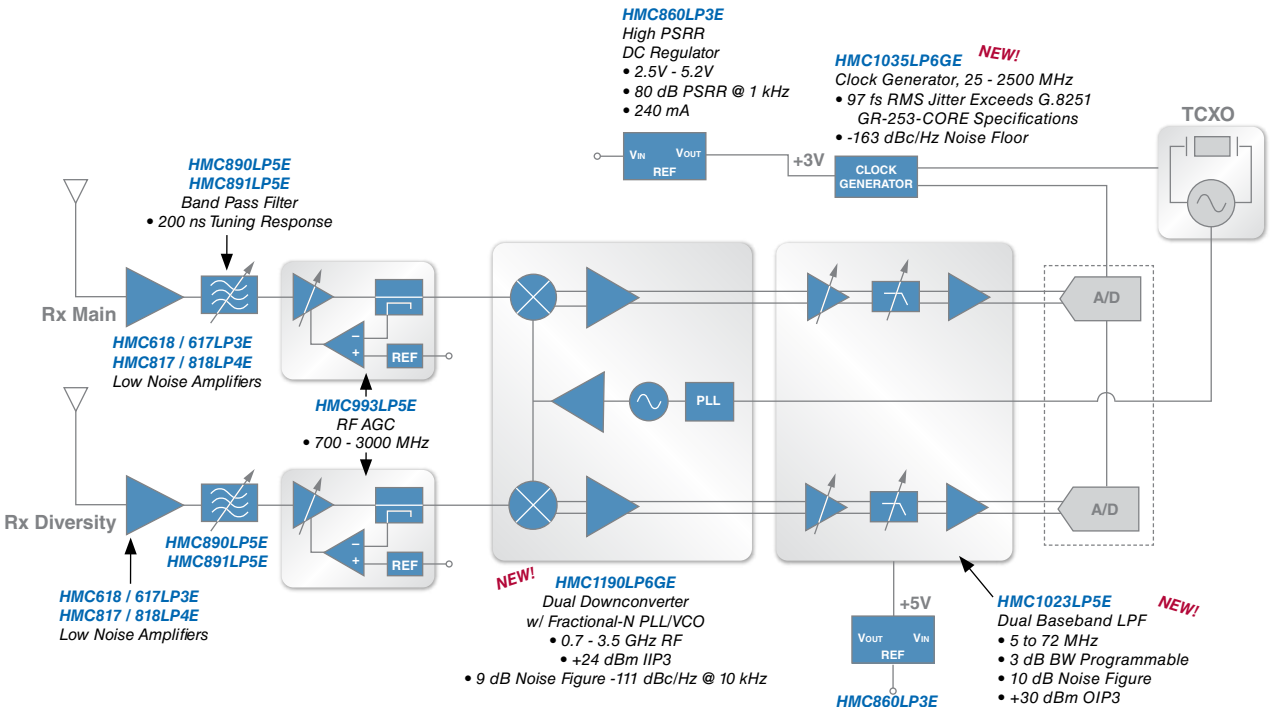 HMC860LP3E
High PSRR
DC Regulator
• 2.5V - 5.2V
• 80 dB PSRR @ 1 kHz
• 240 mA
VIN VOUT
REF
HMC1035LP6GE NEW!
Clock Generator, 25 - 2500 MHz
• 97 fs RMS Jitter Exceeds G.8251
GR-253-CORE Specifications
• -163 dBc/Hz Noise Floor
+3V
CLOCK
GENERATOR
TCXO
HMC890LP5E
HMC891LP5E
Band Pass Filter
• 200 ns Tuning Response
Rx Main
HMC618 / 617LP3E
HMC817 / 818LP4E
Low Noise Amplifiers
–
+
REF
A/D
HMC993LP5E
RF AGC
• 700 - 3000 MHz
PLL
Rx Diversity
HMC890LP5E
HMC891LP5E
–
+
REF
A/D
HMC618 / 617LP3E
HMC817 / 818LP4E
Low Noise Amplifiers
NEW! HMC1190LP6GE
Dual Downconverter
w/ Fractional-N PLL/VCO
• 0.7 - 3.5 GHz RF
• +24 dBm IIP3
• 9 dB Noise Figure -111 dBc/Hz @ 10 kHz
+5V
VOUT VIN
REF
HMC860LP3E
HMC1023LP5E NEW!
Dual Baseband LPF
• 5 to 72 MHz
• 3 dB BW Programmable
• 10 dB Noise Figure
• +30 dBm OIP3